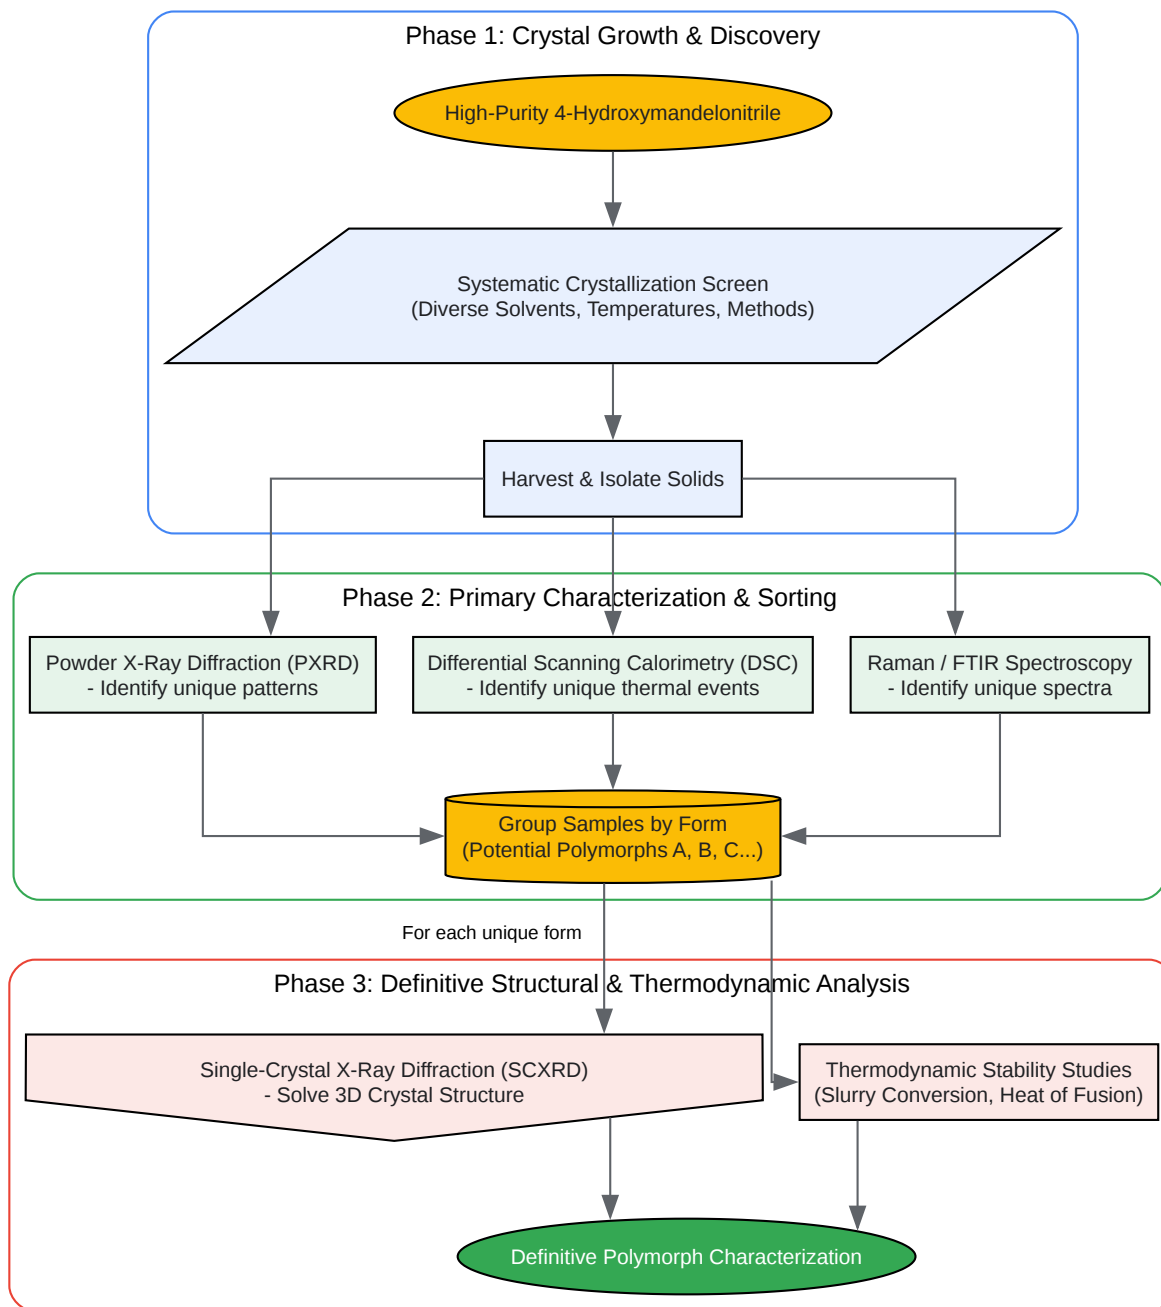 Phase 1: Crystal Growth & Discovery
High-Purity 4-Hydroxymandelonitrile
Systematic Crystallization Screen
(Diverse Solvents, Temperatures, Methods)
Harvest & Isolate Solids
Phase 2: Primary Characterization & Sorting
Powder X-Ray Diffraction (PXRD)
- Identify unique patterns
Differential Scanning Calorimetry (DSC)
- Identify unique thermal events
Raman / FTIR Spectroscopy
- Identify unique spectra
Group Samples by Form
(Potential Polymorphs A, B, C...)
For each unique form
Phase 3: Definitive Structural & Thermodynamic Analysis
Single-Crystal X-Ray Diffraction (SCXRD)
- Solve 3D Crystal Structure
Thermodynamic Stability Studies
(Slurry Conversion, Heat of Fusion)
Definitive Polymorph Characterization